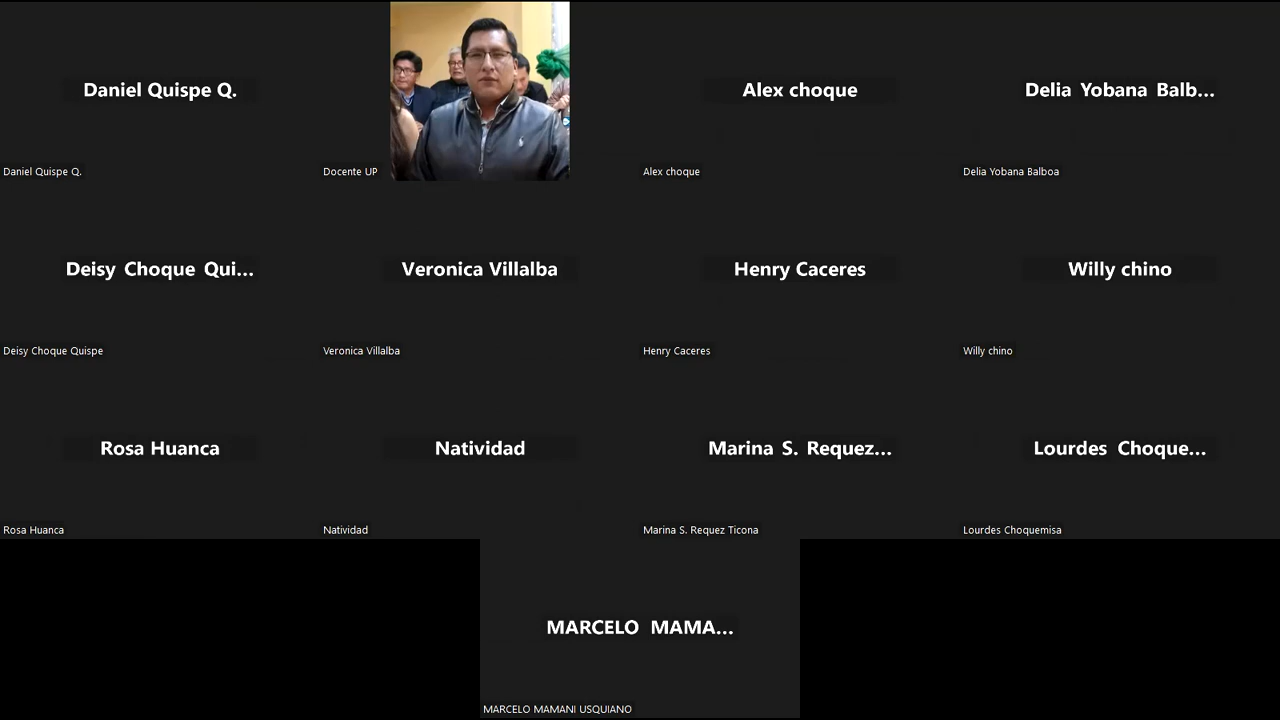 Daniel Quispe Q.
Alex choque
Delia Yobana Balb...
Daniel Quispe Q.
Docente UP
Alex choque
Delia Yobana Balboa
Deisy Choque Qui...
Veronica Villalba
Henry Caceres
Willy chino
Deisy Choque Quispe
Veronica Villalba
Henry Caceres
Willy chino
Rosa Huanca
Natividad
Marina S. Requez...
Lourdes Choque...
Rosa Huanca
Natividad
Marina S. Requez Ticona
Lourdes Choquemisa
MARCELO MAMA...
MARCELO MAMANI USQUIANO